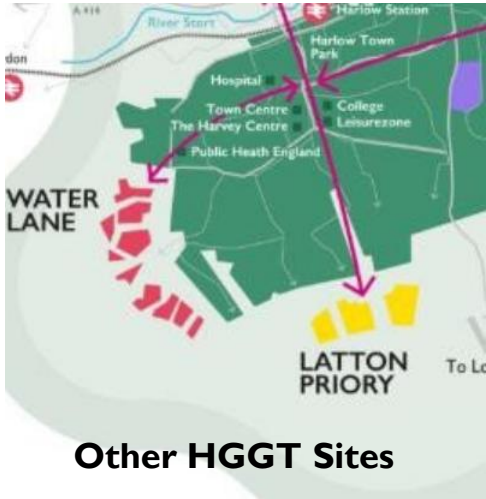 A 414
River Stort
Harlow Station
don
Harlow Town
Park
Hospital
Town Centre
College
The Harvey Centre
Leisurezone
Public Heath England
WATER
LANE
LATTON
PRIORY
To Lo
Other HGGT Sites